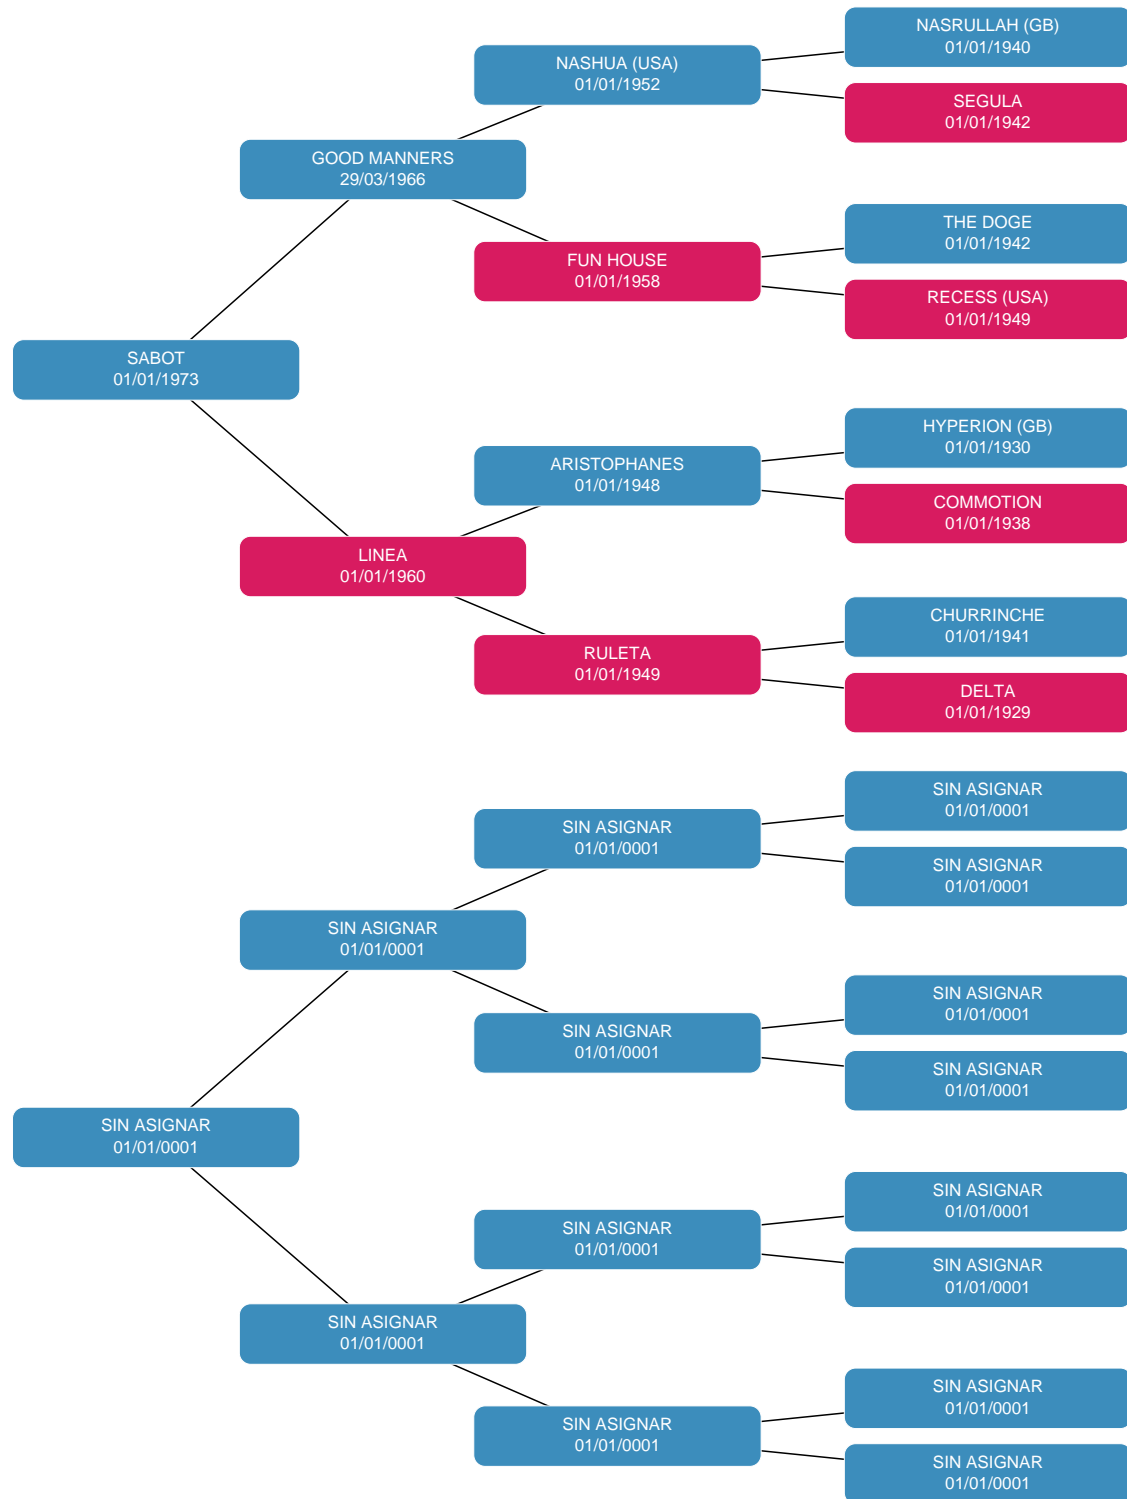 NASRULLAH (GB)
01/01/1940
NASHUA (USA)
01/01/1952
SEGULA
01/01/1942
GOOD MANNERS
29/03/1966
THE DOGE
01/01/1942
FUN HOUSE
01/01/1958
RECESS (USA)
01/01/1949
SABOT
01/01/1973
HYPERION (GB)
01/01/1930
ARISTOPHANES
01/01/1948
COMMOTION
01/01/1938
LINEA
01/01/1960
CHURRINCHE
01/01/1941
RULETA
01/01/1949
DELTA
01/01/1929
SIN ASIGNAR
01/01/0001
SIN ASIGNAR
01/01/0001
SIN ASIGNAR
01/01/0001
SIN ASIGNAR
01/01/0001
SIN ASIGNAR
01/01/0001
SIN ASIGNAR
01/01/0001
SIN ASIGNAR
01/01/0001
SIN ASIGNAR
01/01/0001
SIN ASIGNAR
01/01/0001
SIN ASIGNAR
01/01/0001
SIN ASIGNAR
01/01/0001
SIN ASIGNAR
01/01/0001
SIN ASIGNAR
01/01/0001
SIN ASIGNAR
01/01/0001
SIN ASIGNAR
01/01/0001